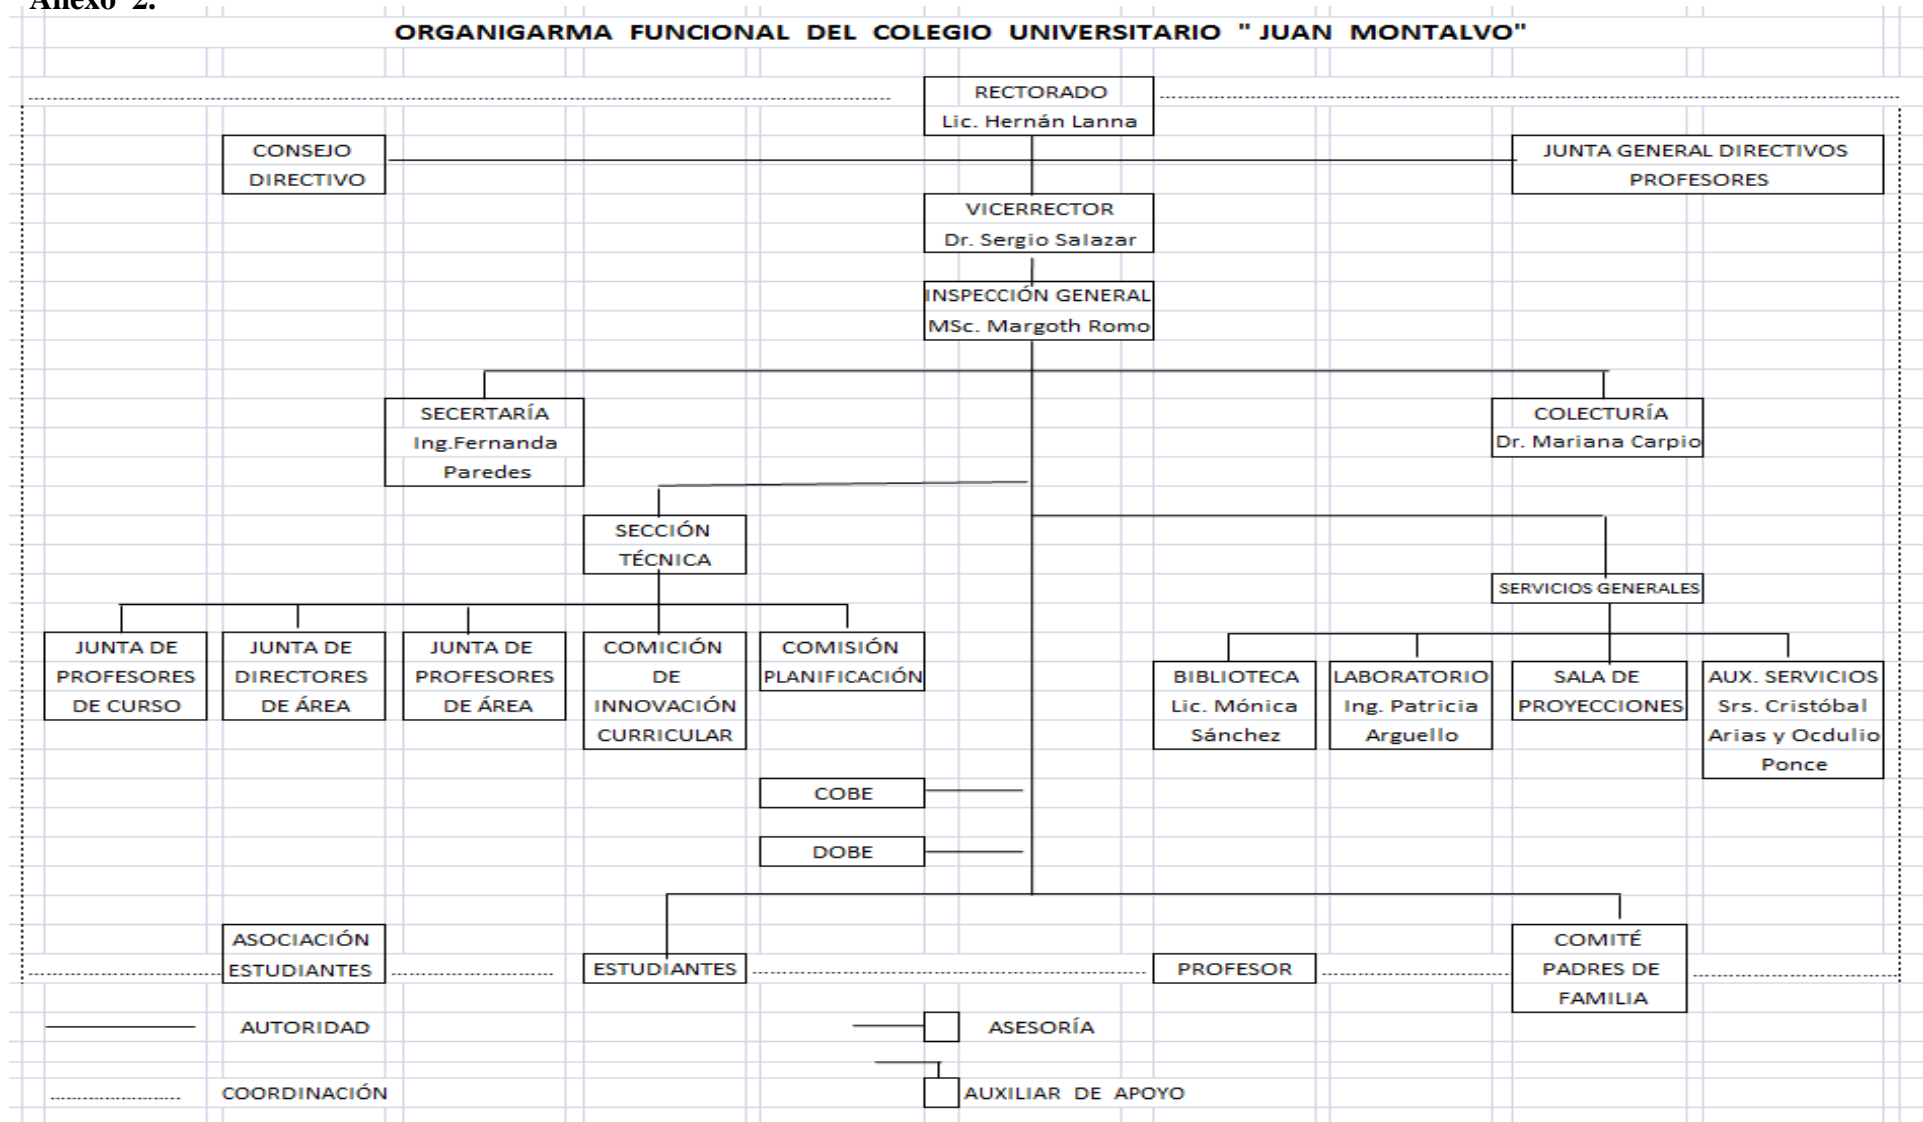 Anexo 2.
ORGANIGARMA FUNCIONAL DEL COLEGIO UNIVERSITARIO " JUAN MONTALVO"
RECTORADO
Lic. Hernán Lanna
CONSEJO
DIRECTIVO
JUNTA GENERAL DIRECTIVOS
PROFESORES
VICERRECTOR
Dr. Sergio Salazar
INSPECCIÓN GENERAL
MSc. Margoth Romo
SECERTARÍA
Ing.Fernanda
Paredes
COLECTURÍA
Dr. Mariana Carpio
SECCIÓN
TÉCNICA
SERVICIOS GENERALES
JUNTA DE
PROFESORES
DE CURSO
JUNTA DE
DIRECTORES
DE ÁREA
JUNTA DE
PROFESORES
DE ÁREA
COMICIÓN
DE
INNOVACIÓN
CURRICULAR
COMISIÓN
PLANIFICACIÓN
BIBLIOTECA
Lic. Mónica
Sánchez
LABORATORIO
Ing. Patricia
Arguello
SALA DE
PROYECCIONES
AUX. SERVICIOS
Srs. Cristóbal
Arias y Ocdulio
Ponce
COBE
DOBE
ASOCIACIÓN
ESTUDIANTES
ESTUDIANTES
PROFESOR
COMITÉ
PADRES DE
FAMILIA
AUTORIDAD
ASESORÍA
COORDINACIÓN
AUXILIAR DE APOYO